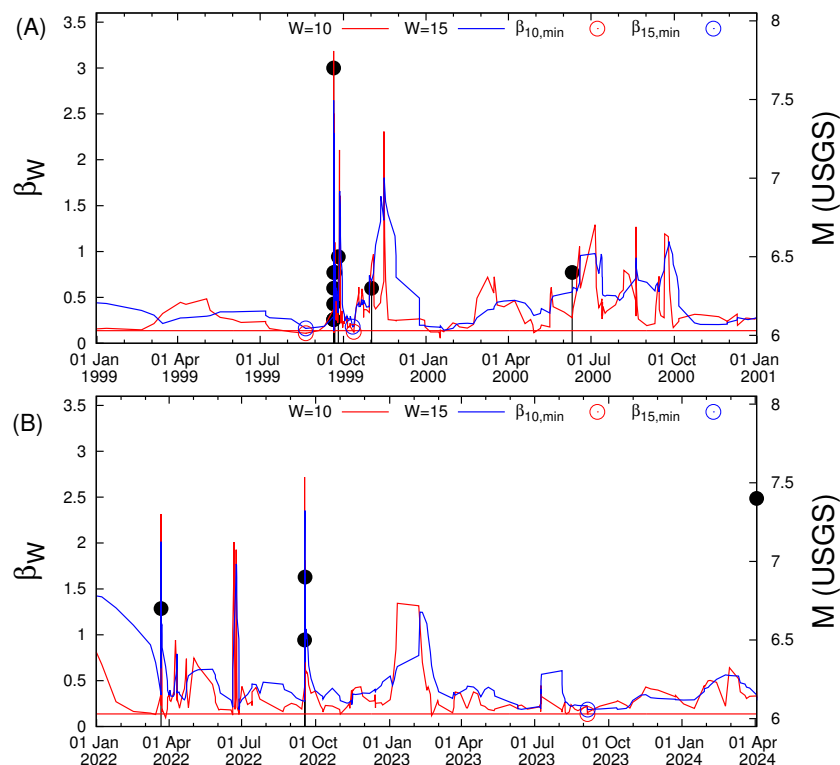 (A)
W=10 W=15 β10,min β15,min
3.5
3
2.5
2
1.5
1
0.5
0
βW
8
7.5
7
6.5
6
M (USGS)
01 Jan 01 Apr 01 Jul 01 Oct 01 Jan 01 Apr 01 Jul 01 Oct 01 Jan
1999 1999 1999 1999 2000 2000 2000 2000 2001
(B)
W=10 W=15 β10,min β15,min
3.5
3
2.5
2
1.5
1
0.5
0
βW
8
7.5
7
6.5
6
M (USGS)
01 Jan 01 Apr 01 Jul 01 Oct 01 Jan 01 Apr 01 Jul 01 Oct 01 Jan 01 Apr
2022 2022 2022 2022 2023 2023 2023 2023 2024 2024